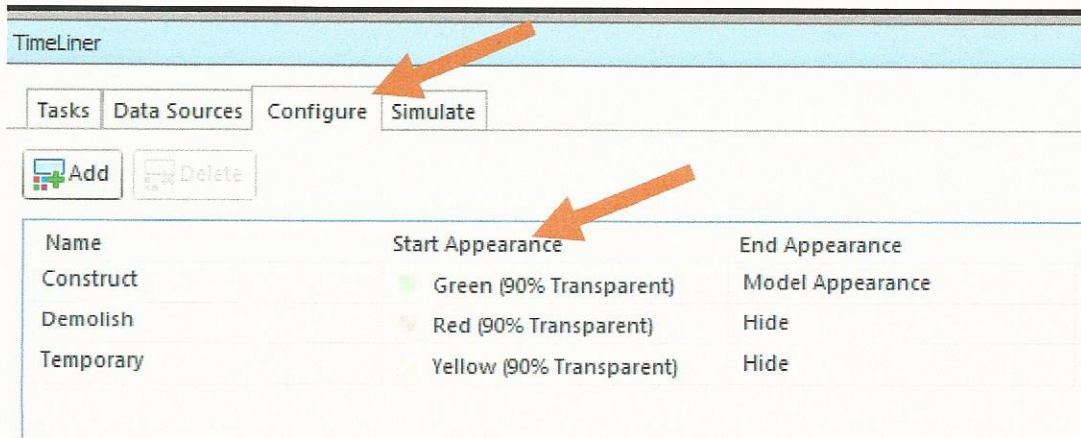 TimeLiner
Tasks Data Sources Configure Simulate
Add Delete
Name Start Appearance End Appearance
Construct Green (90% Transparent) Model Appearance
Demolish Red (90% Transparent) Hide
Temporary Yellow (90% Transparent) Hide